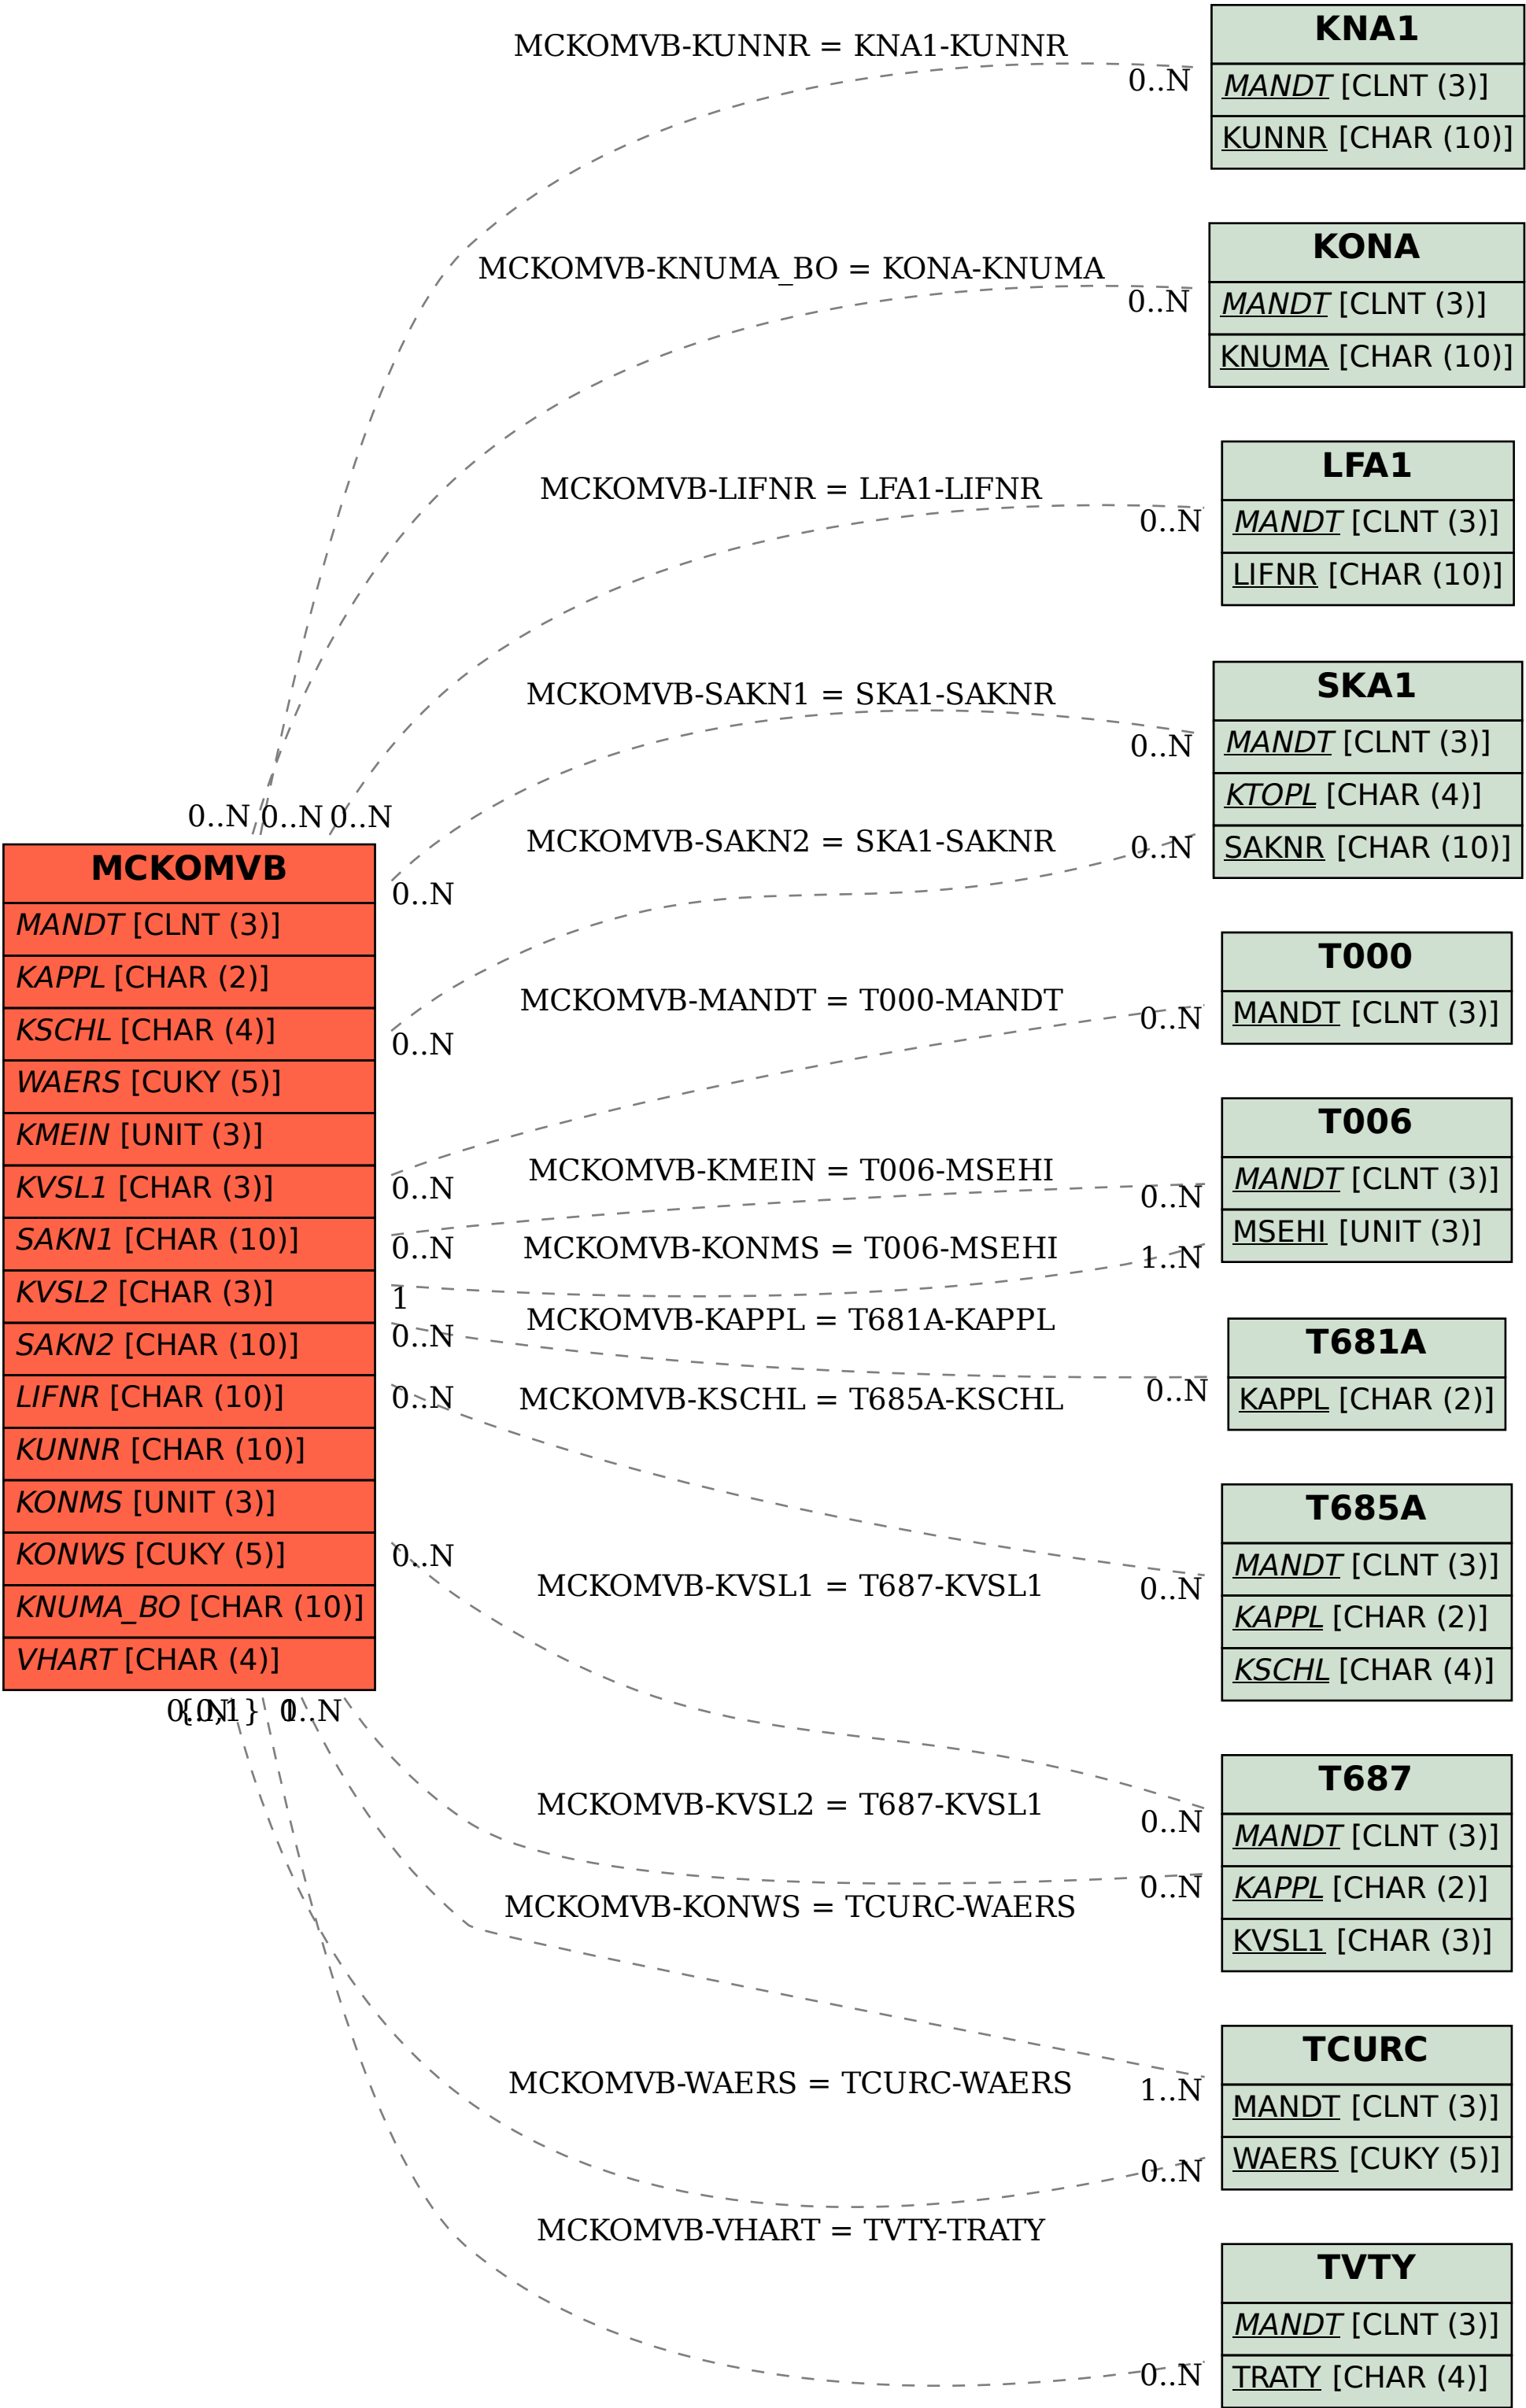 MCKOMVB-KUNNR = KNA1-KUNNR
0..N
KNA1
MANDT [CLNT (3)]
KUNNR [CHAR (10)]
MCKOMVB-KNUMA_BO = KONA-KNUMA
0..N
KONA
MANDT [CLNT (3)]
KNUMA [CHAR (10)]
MCKOMVB-LIFNR = LFA1-LIFNR
0..N
LFA1
MANDT [CLNT (3)]
LIFNR [CHAR (10)]
MCKOMVB-SAKN1 = SKA1-SAKNR
0..N
MCKOMVB-SAKN2 = SKA1-SAKNR
0..N
SKA1
MANDT [CLNT (3)]
KTOPL [CHAR (4)]
SAKNR [CHAR (10)]
0..N 0..N 0..N
MCKOMVB
MANDT [CLNT (3)]
KAPPL [CHAR (2)]
KSCHL [CHAR (4)]
WAERS [CUKY (5)]
KMEIN [UNIT (3)]
KVSL1 [CHAR (3)]
SAKN1 [CHAR (10)]
KVSL2 [CHAR (3)]
SAKN2 [CHAR (10)]
LIFNR [CHAR (10)]
KUNNR [CHAR (10)]
KONMS [UNIT (3)]
KONWS [CUKY (5)]
KNUMA_BO [CHAR (10)]
VHART [CHAR (4)]
0..N
0..N
0..N
0..N
1
0..N
0..N
0..N
0..N {0,1} 1 0..N
MCKOMVB-MANDT = T000-MANDT
0..N
T000
MANDT [CLNT (3)]
MCKOMVB-KMEIN = T006-MSEHI
0..N
MCKOMVB-KONMS = T006-MSEHI
1..N
T006
MANDT [CLNT (3)]
MSEHI [UNIT (3)]
MCKOMVB-KAPPL = T681A-KAPPL
0..N
T681A
KAPPL [CHAR (2)]
MCKOMVB-KSCHL = T685A-KSCHL
0..N
T685A
MANDT [CLNT (3)]
KAPPL [CHAR (2)]
KSCHL [CHAR (4)]
MCKOMVB-KVSL1 = T687-KVSL1
0..N
MCKOMVB-KVSL2 = T687-KVSL1
0..N
T687
MANDT [CLNT (3)]
KAPPL [CHAR (2)]
KVSL1 [CHAR (3)]
MCKOMVB-KONWS = TCURC-WAERS
1..N
MCKOMVB-WAERS = TCURC-WAERS
0..N
TCURC
MANDT [CLNT (3)]
WAERS [CUKY (5)]
MCKOMVB-VHART = TVTY-TRATY
0..N
TVTY
MANDT [CLNT (3)]
TRATY [CHAR (4)]